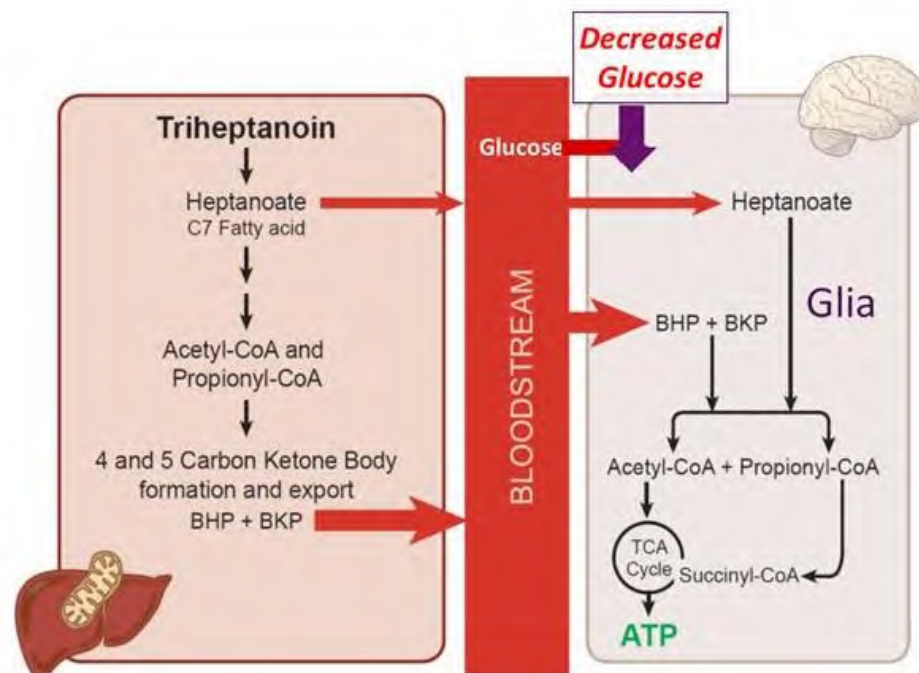 Decreased
Glucose
Triheptanoin
Heptanoate
C7 Fatty acid
Acetyl-CoA and
Propionyl-CoA
4 and 5 Carbon Ketone Body
formation and export
BHP + BKP
Glucose
BLOODSTREAM
Heptanoate
Glia
BHP + BKP
Acetyl-CoA + Propionyl-CoA
TCA
Cycle
Succinyl-CoA
ATP